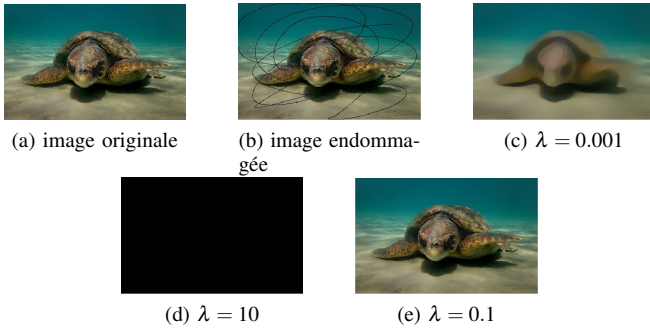 (a) image originale
(b) image endomma-
gée
(c) λ = 0.001
(d) λ = 10
(e) λ = 0.1